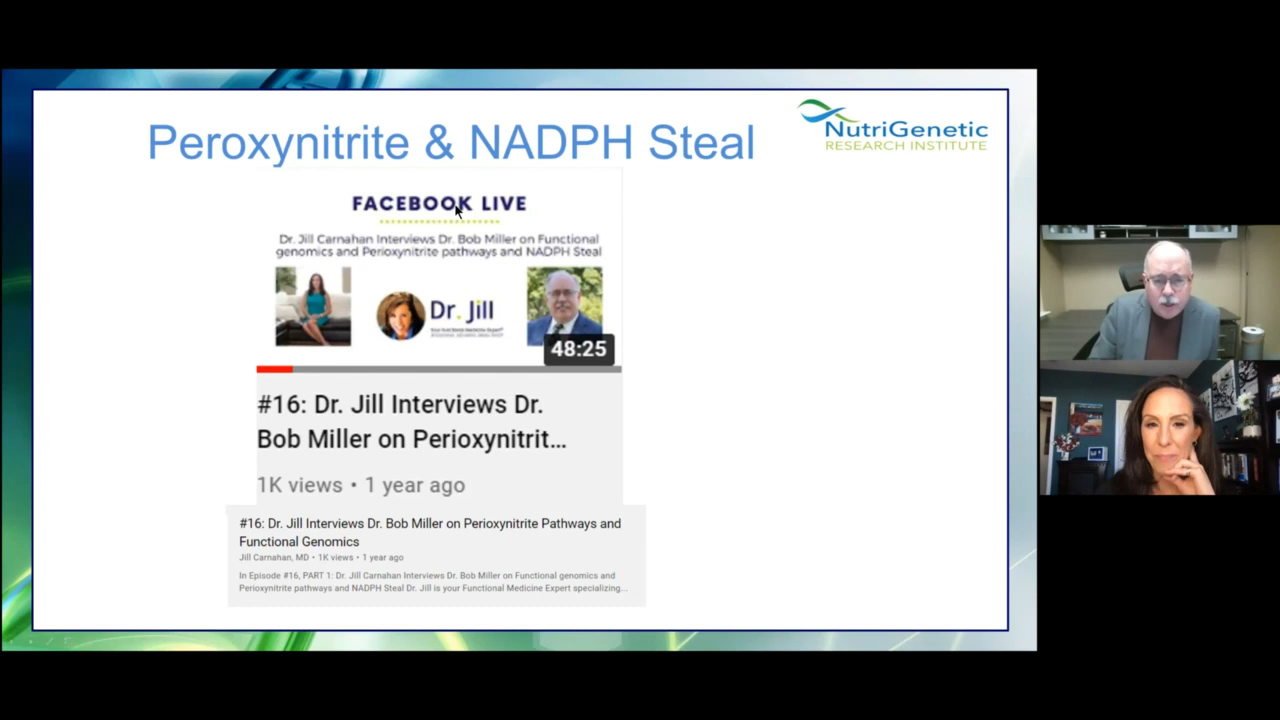 Peroxynitrite & NADPH Steal
NutriGenetic
RESEARCH INSTITUTE
FACEBOOK LIVE
Dr. Jill Carnahan Interviews Dr. Bob Miller on Functional
genomics and Perioxynitrite pathways and NADPH Steal
Dr. Jill
48:25
#16: Dr. Jill Interviews Dr.
Bob Miller on Perioxynitrit...
1K views • 1 year ago
#16: Dr. Jill Interviews Dr. Bob Miller on Perioxynitrite Pathways and
Functional Genomics
Jill Carnahan, MD • 1K views • 1 year ago
In Episode #16, PART 1: Dr. Jill Carnahan Interviews Dr. Bob Miller on Functional genomics and
Perioxynitrite pathways and NADPH Steal Dr. Jill is your Functional Medicine Expert specializing...